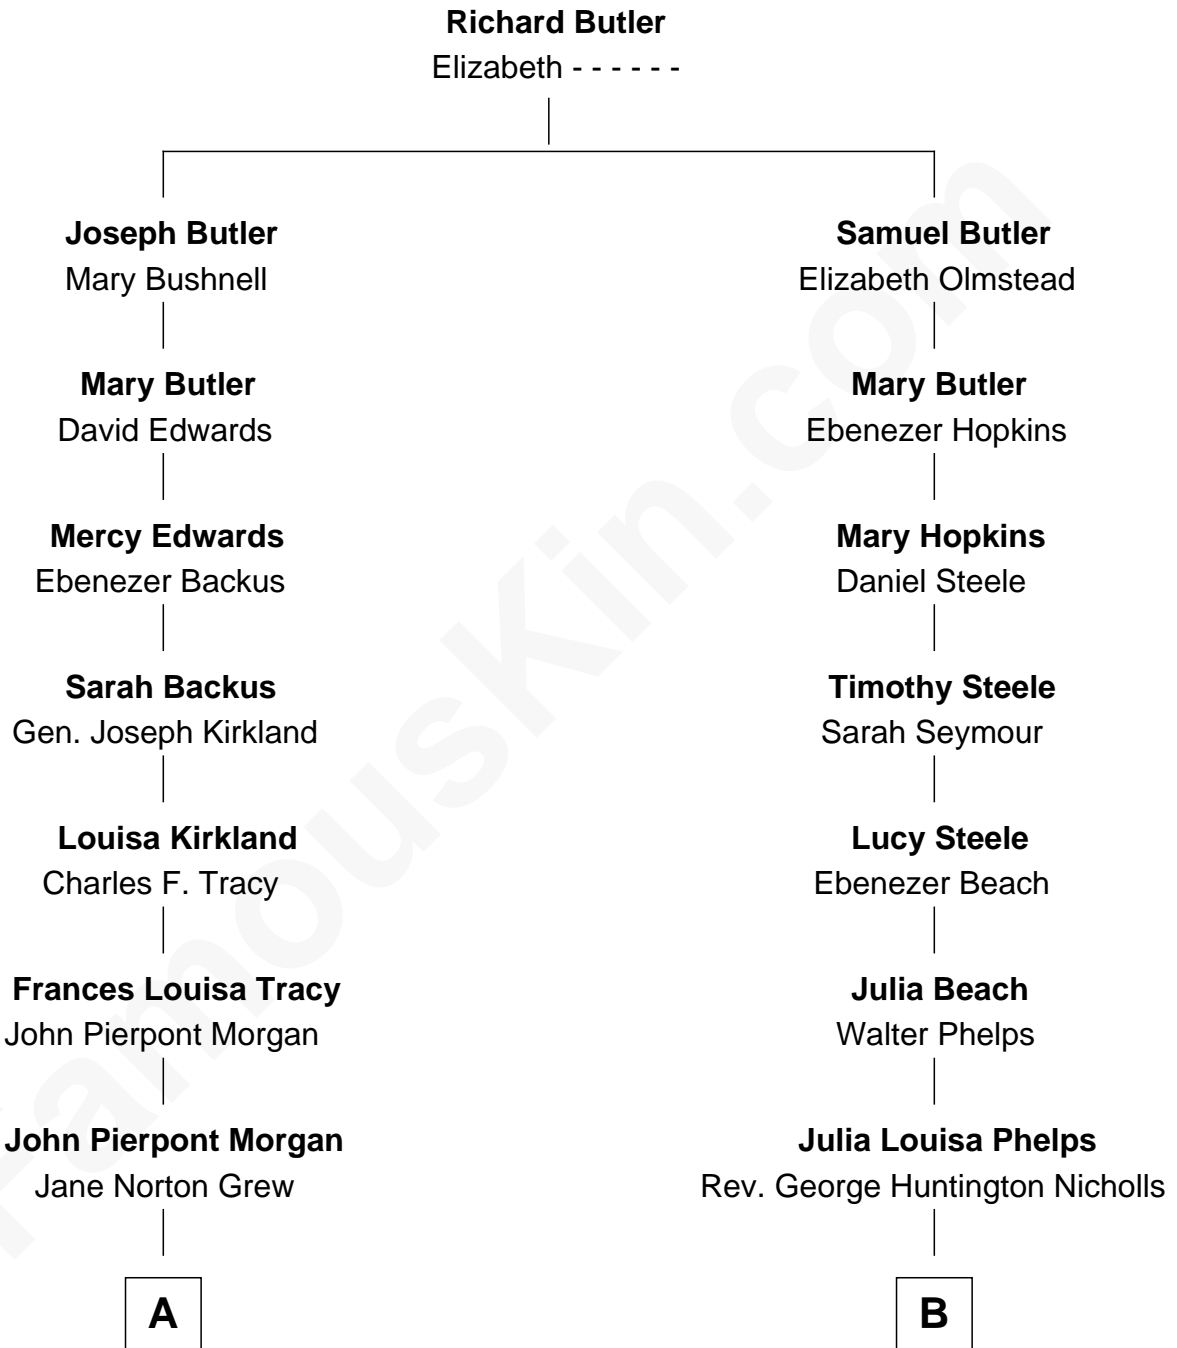 Richard Butler
Elizabeth - - - - - -
Joseph Butler
Mary Bushnell
Samuel Butler
Elizabeth Olmstead
Mary Butler
David Edwards
Mary Butler
Ebenezer Hopkins
Mercy Edwards
Ebenezer Backus
Mary Hopkins
Daniel Steele
Sarah Backus
Gen. Joseph Kirkland
Timothy Steele
Sarah Seymour
Louisa Kirkland
Charles F. Tracy
Lucy Steele
Ebenezer Beach
Frances Louisa Tracy
John Pierpont Morgan
Julia Beach
Walter Phelps
John Pierpont Morgan
Jane Norton Grew
Julia Louisa Phelps
Rev. George Huntington Nicholls
A
B
FamousKin.com